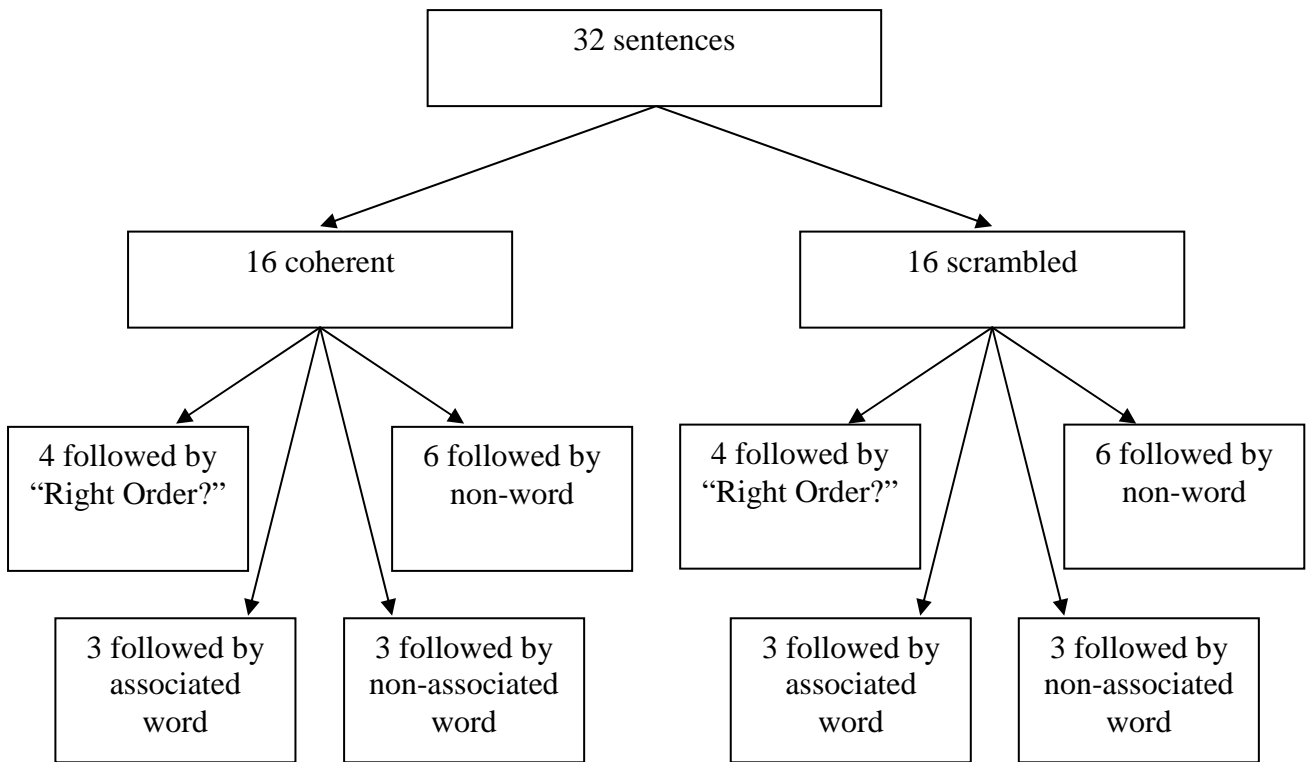 32 sentences
16 coherent
16 scrambled
4 followed by
“Right Order?”
6 followed by
non-word
4 followed by
“Right Order?”
6 followed by
non-word
3 followed by
associated
word
3 followed by
non-associated
word
3 followed by
associated
word
3 followed by
non-associated
word